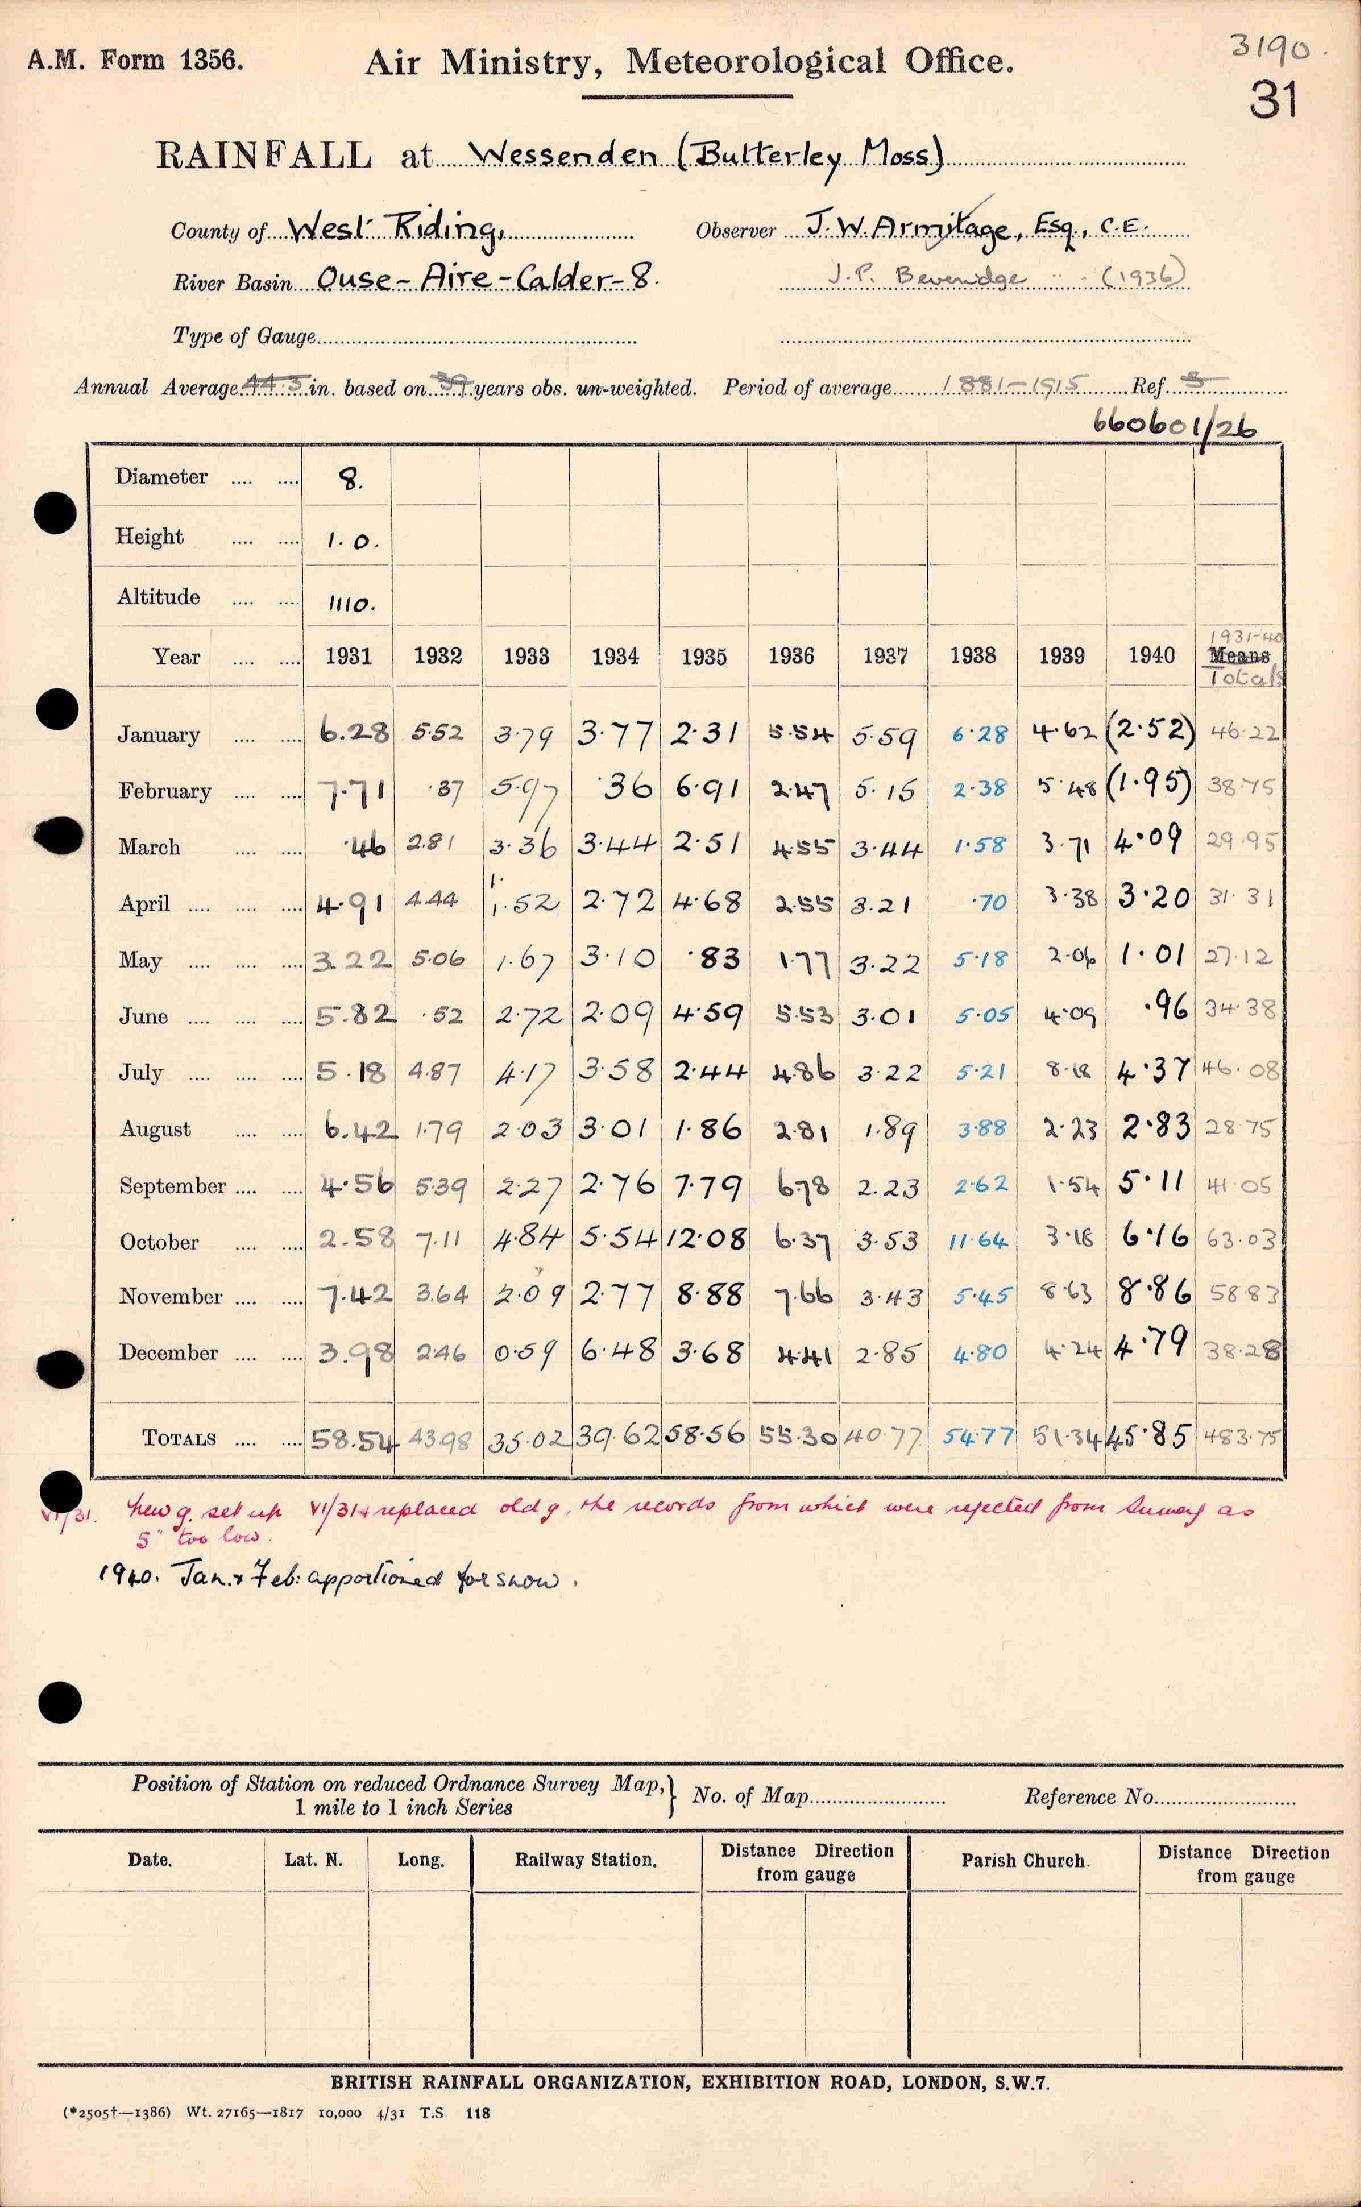 3190.
A.M. Form 1356. Air Ministry, Meteorological Office.
31
RAINFALL at Wessenden (Butterley Moss)
County of West Riding, Observer J.W. Armitage, Esq., C.E.
River Basin Ouse-Aire-Calder-8. J.P. Beveridge (1936)
Type of Gauge
Annual Average 44.5 in. based on 39 years obs. un-weighted. Period of average 1881-1915 Ref. 5
660601/26
Diameter 8.
Height 1.0.
Altitude 1110.
Year 1931 1932 1933 1934 1935 1936 1937 1938 1939 1940 1931-40 Means Totals
January 6.28 5.52 3.79 3.77 2.31 5.54 5.59 6.28 4.62 (2.52) 46.22
February 7.71 .37 5.97 .36 6.91 2.47 5.15 2.38 5.48 (1.95) 38.75
March .46 2.81 3.36 3.44 2.51 4.55 3.44 1.58 3.71 4.09 29.95
April 4.91 4.44 1.52 2.72 4.68 2.55 3.21 .70 3.38 3.20 31.31
May 3.22 5.06 1.67 3.10 .83 1.77 3.22 5.18 2.06 1.01 27.12
June 5.82 .52 2.72 2.09 4.59 5.53 3.01 5.05 4.09 .96 34.38
July 5.18 4.87 4.17 3.58 2.44 4.86 3.22 5.21 8.18 4.37 46.08
August 6.42 1.79 2.03 3.01 1.86 2.81 1.89 3.88 2.23 2.83 28.75
September 4.56 5.39 2.27 2.76 7.79 6.78 2.23 2.62 1.54 5.11 41.05
October 2.58 7.11 4.84 5.54 12.08 6.37 3.53 11.64 3.18 6.16 63.03
November 7.42 3.64 2.09 2.77 8.88 7.66 3.43 5.45 8.63 8.86 58.83
December 3.98 2.46 0.59 6.48 3.68 4.41 2.85 4.80 4.24 4.79 38.28
TOTALS 58.54 43.98 35.02 39.62 58.56 55.30 40.77 54.77 51.34 45.85 483.75
VI/31. New g. set up VI/31 & replaced old g, the records from which were rejected from Survey as
5" too low.
1940. Jan. & Feb: apportioned for snow.
Position of Station on reduced Ordnance Survey Map, } No. of Map Reference No.
1 mile to 1 inch Series
Date. Lat. N. Long. Railway Station. Distance Direction from gauge Parish Church. Distance Direction from gauge
BRITISH RAINFALL ORGANIZATION, EXHIBITION ROAD, LONDON, S.W.7.
(*2505†—1386) Wt. 27165—1817 10,000 4/31 T.S 118